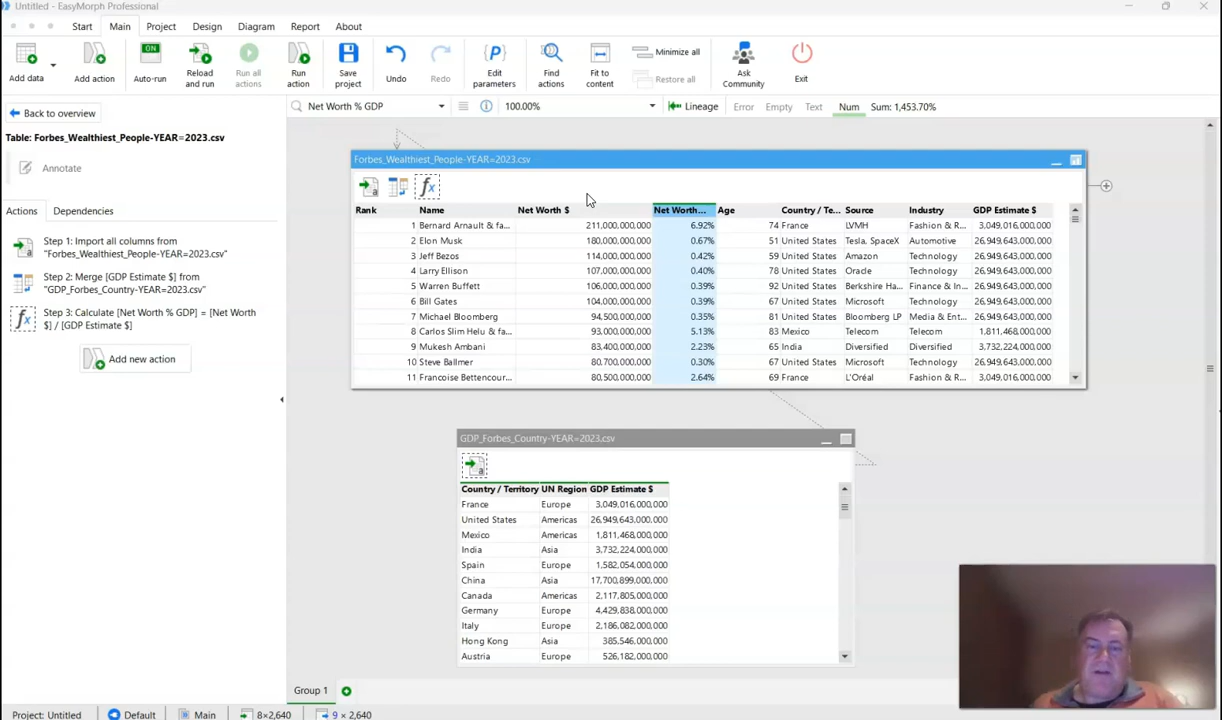 Untitled - EasyMorph Professional
Start Main Project Design Diagram Report About
Add data Add action Auto-run Reload and run Run all actions Run action Save project Undo Redo Edit parameters Find actions Fit to content Minimize all Restore all Ask Community Exit
ON
Back to overview
Net Worth % GDP 100.00% Lineage Error Empty Text Num Sum: 1,453.70%
Table: Forbes_Wealthiest_People-YEAR=2023.csv
Annotate
Actions Dependencies
Step 1: Import all columns from
"Forbes_Wealthiest_People-YEAR=2023.csv"
Step 2: Merge [GDP Estimate $] from
"GDP_Forbes_Country-YEAR=2023.csv"
Step 3: Calculate [Net Worth % GDP] = [Net Worth
$] / [GDP Estimate $]
Add new action
Forbes_Wealthiest_People-YEAR=2023.csv
Rank Name Net Worth $ Net Worth... Age Country / Te... Source Industry GDP Estimate $
1 Bernard Arnault & fa... 211,000,000,000 6.92% 74 France LVMH Fashion & R... 3,049,016,000,000
2 Elon Musk 180,000,000,000 0.67% 51 United States Tesla, SpaceX Automotive 26,949,643,000,000
3 Jeff Bezos 114,000,000,000 0.42% 59 United States Amazon Technology 26,949,643,000,000
4 Larry Ellison 107,000,000,000 0.40% 78 United States Oracle Technology 26,949,643,000,000
5 Warren Buffett 106,000,000,000 0.39% 92 United States Berkshire Ha... Finance & In... 26,949,643,000,000
6 Bill Gates 104,000,000,000 0.39% 67 United States Microsoft Technology 26,949,643,000,000
7 Michael Bloomberg 94,500,000,000 0.35% 81 United States Bloomberg LP Media & Ent... 26,949,643,000,000
8 Carlos Slim Helu & fa... 93,000,000,000 5.13% 83 Mexico Telecom Telecom 1,811,468,000,000
9 Mukesh Ambani 83,400,000,000 2.23% 65 India Diversified Diversified 3,732,224,000,000
10 Steve Ballmer 80,700,000,000 0.30% 67 United States Microsoft Technology 26,949,643,000,000
11 Francoise Bettencour... 80,500,000,000 2.64% 69 France L'Oréal Fashion & R... 3,049,016,000,000
GDP_Forbes_Country-YEAR=2023.csv
Country / Territory UN Region GDP Estimate $
France Europe 3,049,016,000,000
United States Americas 26,949,643,000,000
Mexico Americas 1,811,468,000,000
India Asia 3,732,224,000,000
Spain Europe 1,582,054,000,000
China Asia 17,700,899,000,000
Canada Americas 2,117,805,000,000
Germany Europe 4,429,838,000,000
Italy Europe 2,186,082,000,000
Hong Kong Asia 385,546,000,000
Austria Europe 526,182,000,000
Group 1
Project: Untitled Default Main 8×2,640 9 × 2,640